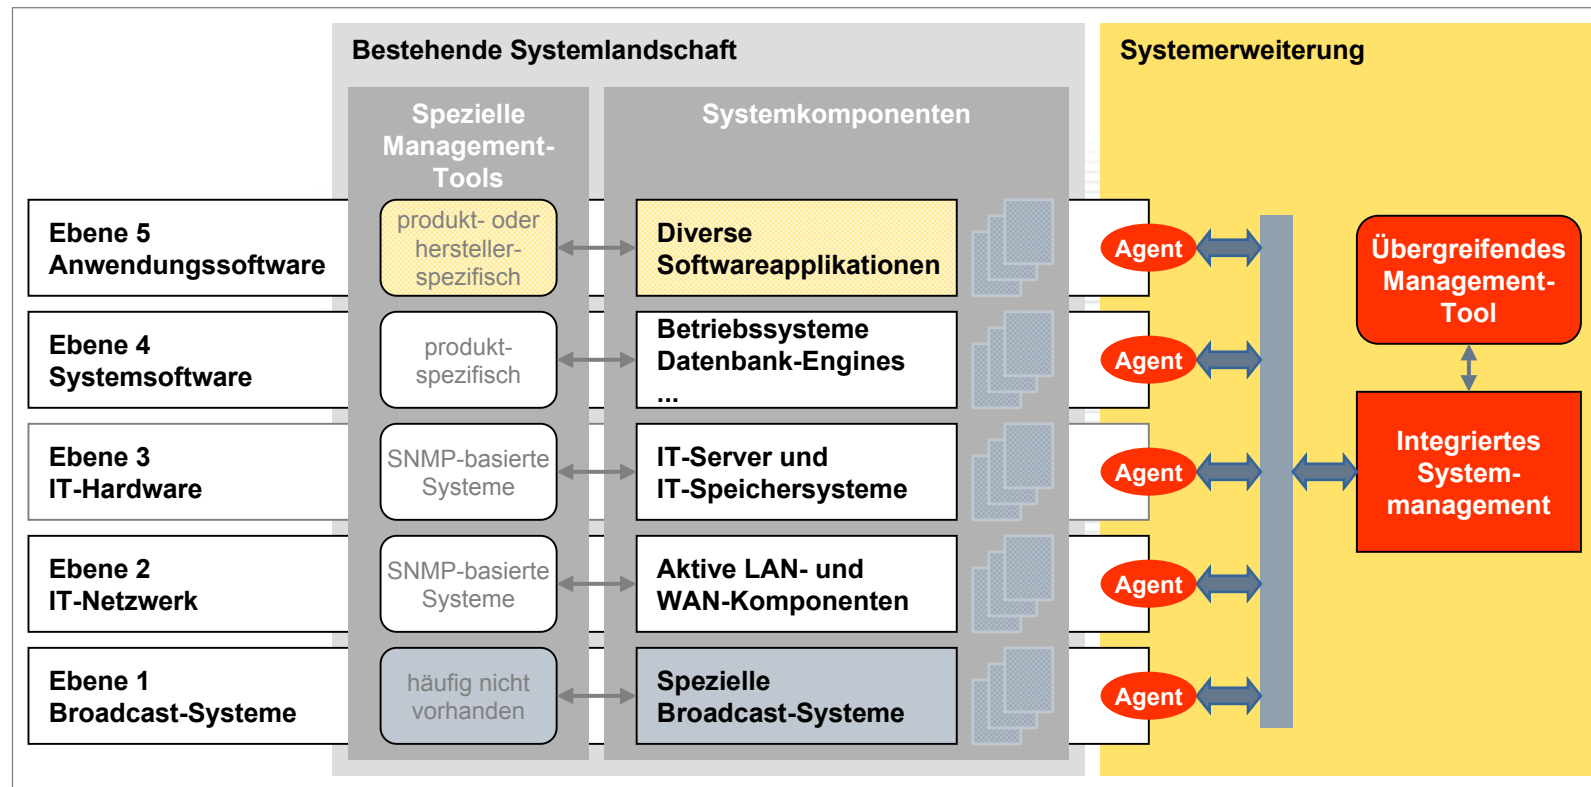 Bestehende Systemlandschaft
Systemerweiterung
Spezielle
Management-
Tools
Systemkomponenten
Ebene 5
Anwendungssoftware
produkt- oder
hersteller-
spezifisch
Diverse
Softwareapplikationen
Agent
Ebene 4
Systemsoftware
produkt-
spezifisch
Betriebssysteme
Datenbank-Engines
...
Agent
Ebene 3
IT-Hardware
SNMP-basierte
Systeme
IT-Server und
IT-Speichersysteme
Agent
Ebene 2
IT-Netzwerk
SNMP-basierte
Systeme
Aktive LAN- und
WAN-Komponenten
Agent
Ebene 1
Broadcast-Systeme
häufig nicht
vorhanden
Spezielle
Broadcast-Systeme
Agent
Übergreifendes
Management-
Tool
Integriertes
System-
management